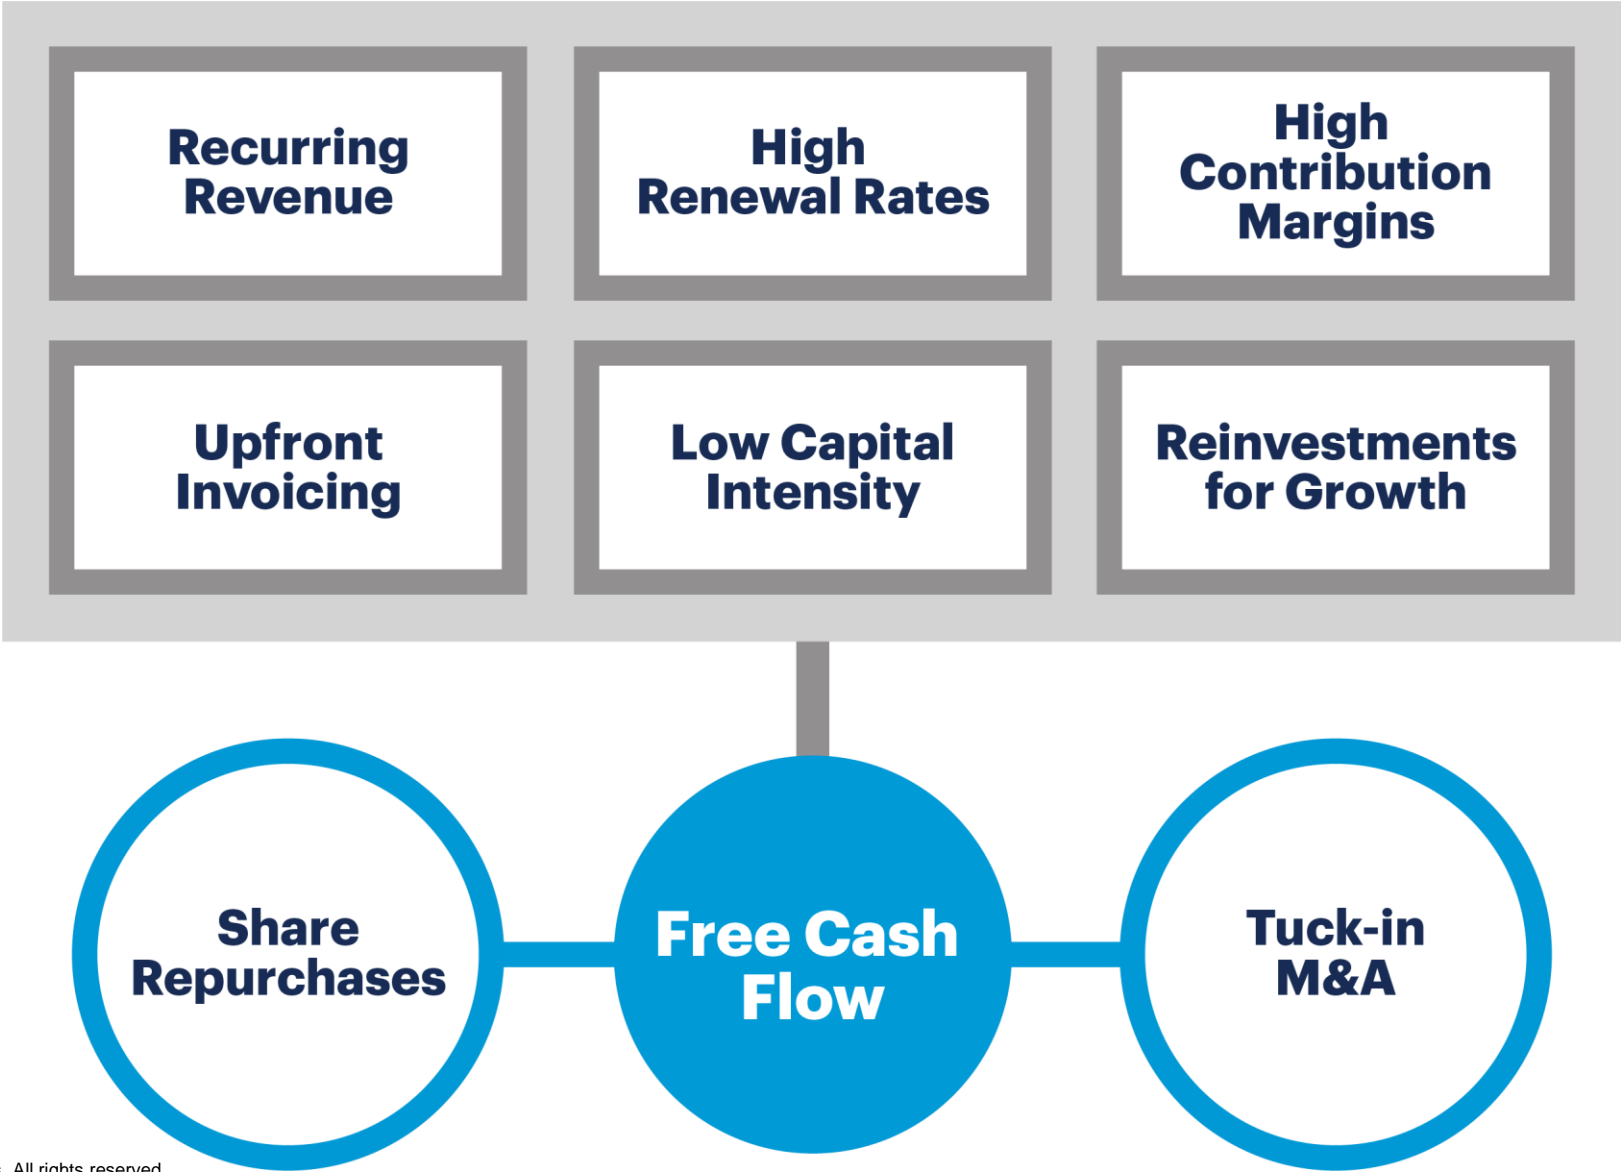 Recurring
Revenue
High
Renewal Rates
High
Contribution
Margins
Upfront
Invoicing
Low Capital
Intensity
Reinvestments
for Growth
Share
Repurchases
Free Cash
Flow
Tuck-in
M&A
All rights reserved